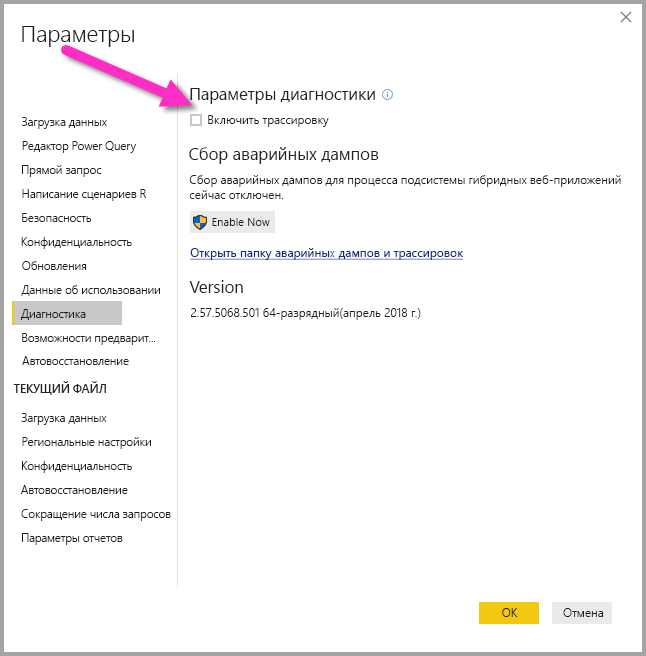 Параметры
Загрузка данных
Редактор Power Query
Прямой запрос
Написание сценариев R
Безопасность
Конфиденциальность
Обновления
Данные об использовании
Диагностика
Возможности предварит...
Автовосстановление
ТЕКУЩИЙ ФАЙЛ
Загрузка данных
Региональные настройки
Конфиденциальность
Автовосстановление
Сокращение числа запросов
Параметры отчетов
Параметры диагностики
Включить трассировку
Сбор аварийных дампов
Сбор аварийных дампов для процесса подсистемы гибридных веб-приложений
сейчас отключен.
Enable Now
Открыть папку аварийных дампов и трассировок
Version
2.57.5068.501 64-разрядный(апрель 2018 г.)
ОК
Отмена